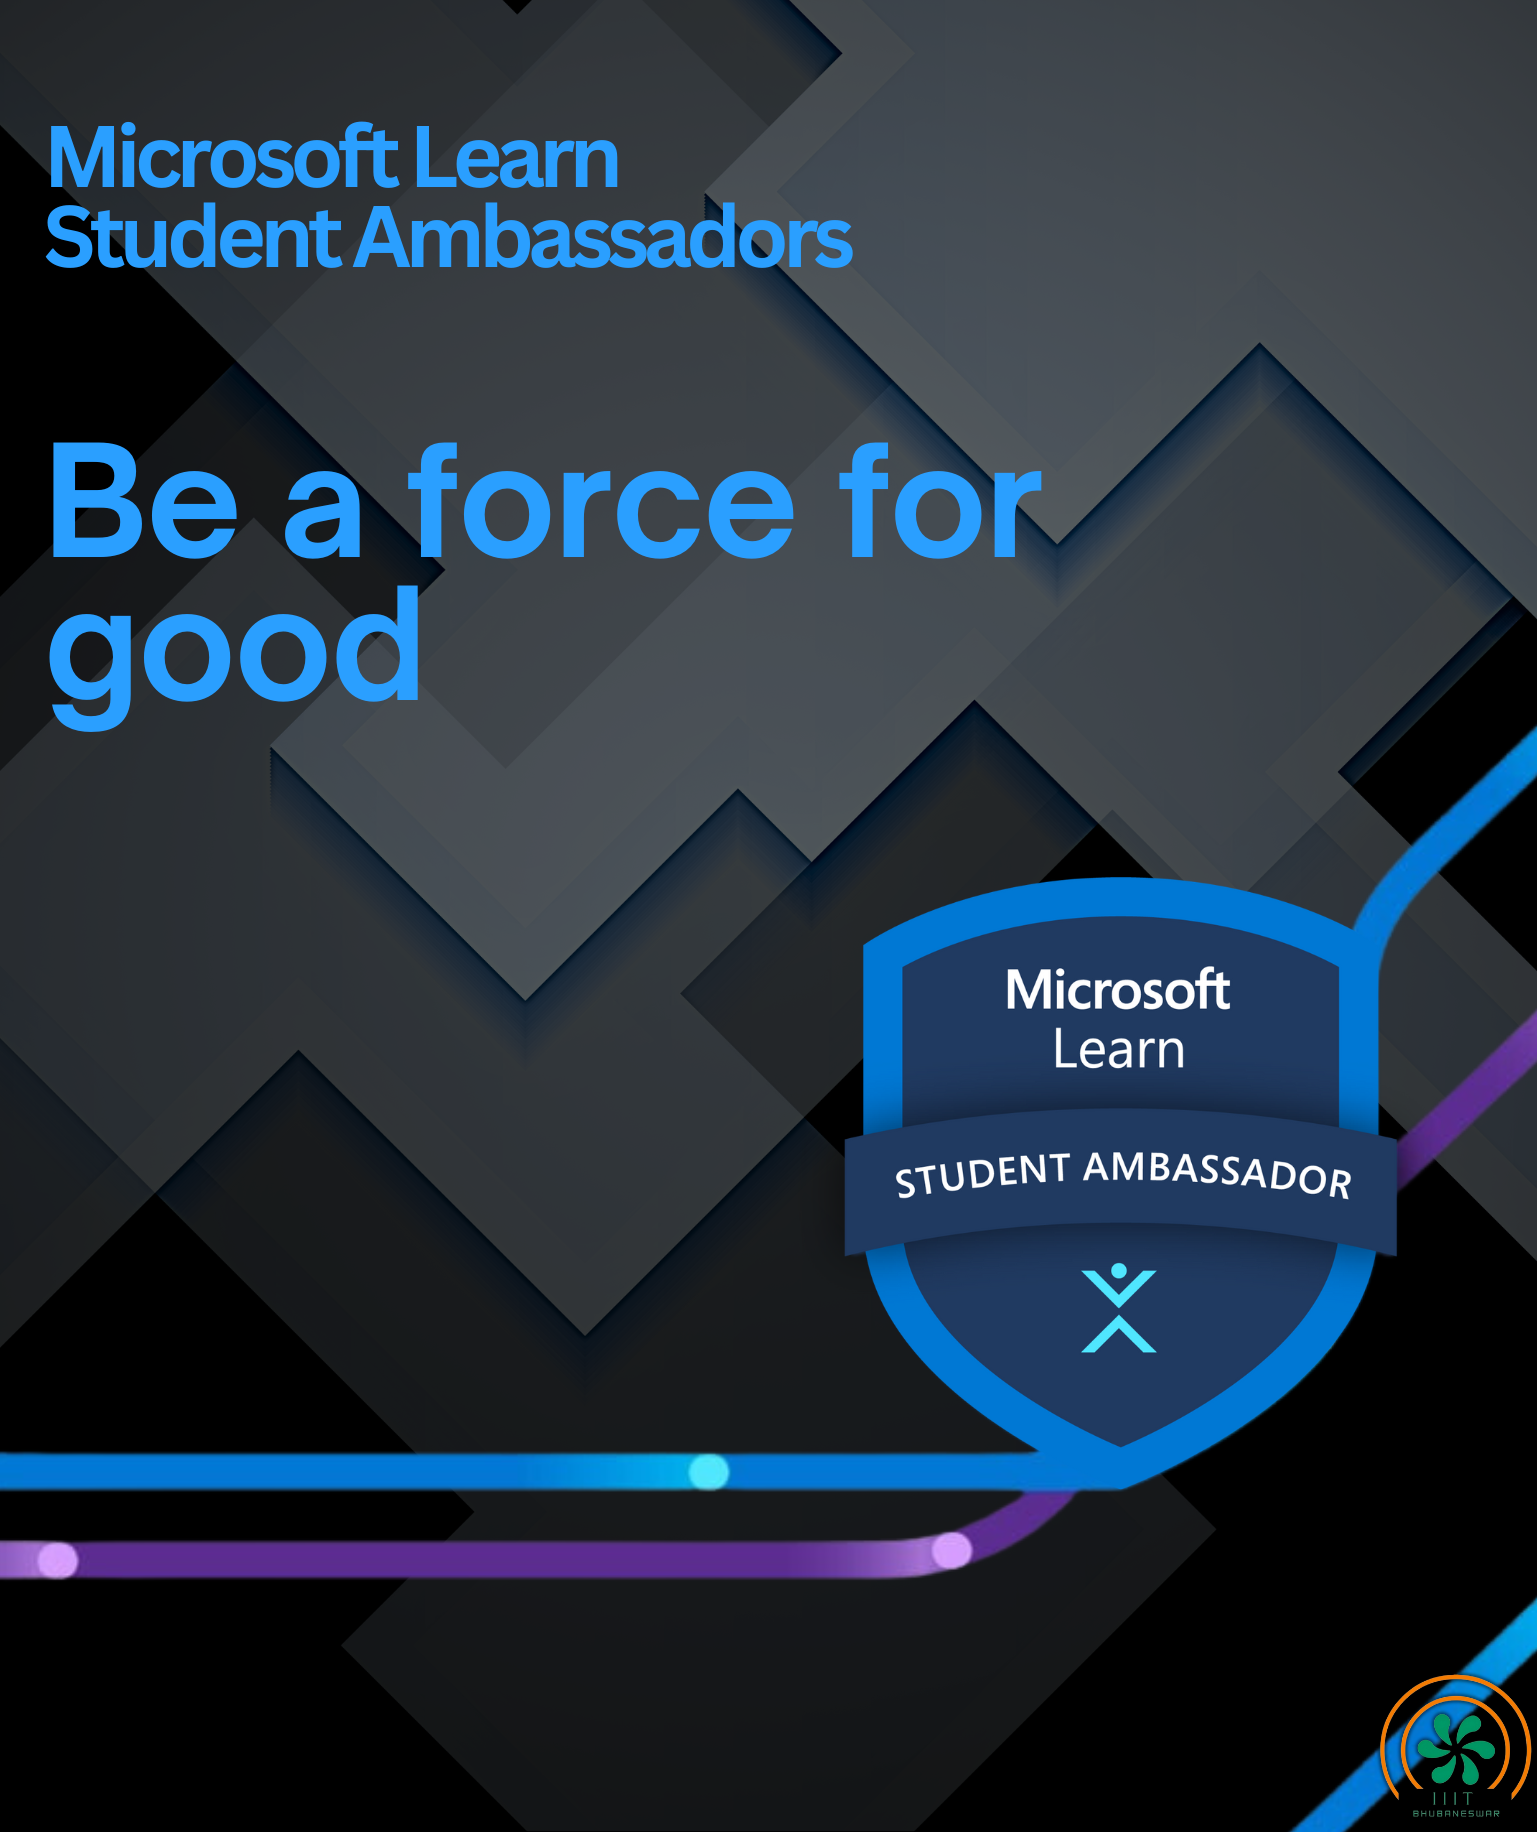 Microsoft Learn
Student Ambassadors
Be a force for
good
Microsoft
Learn
STUDENT AMBASSADOR
IIIT
BHUBANESWAR